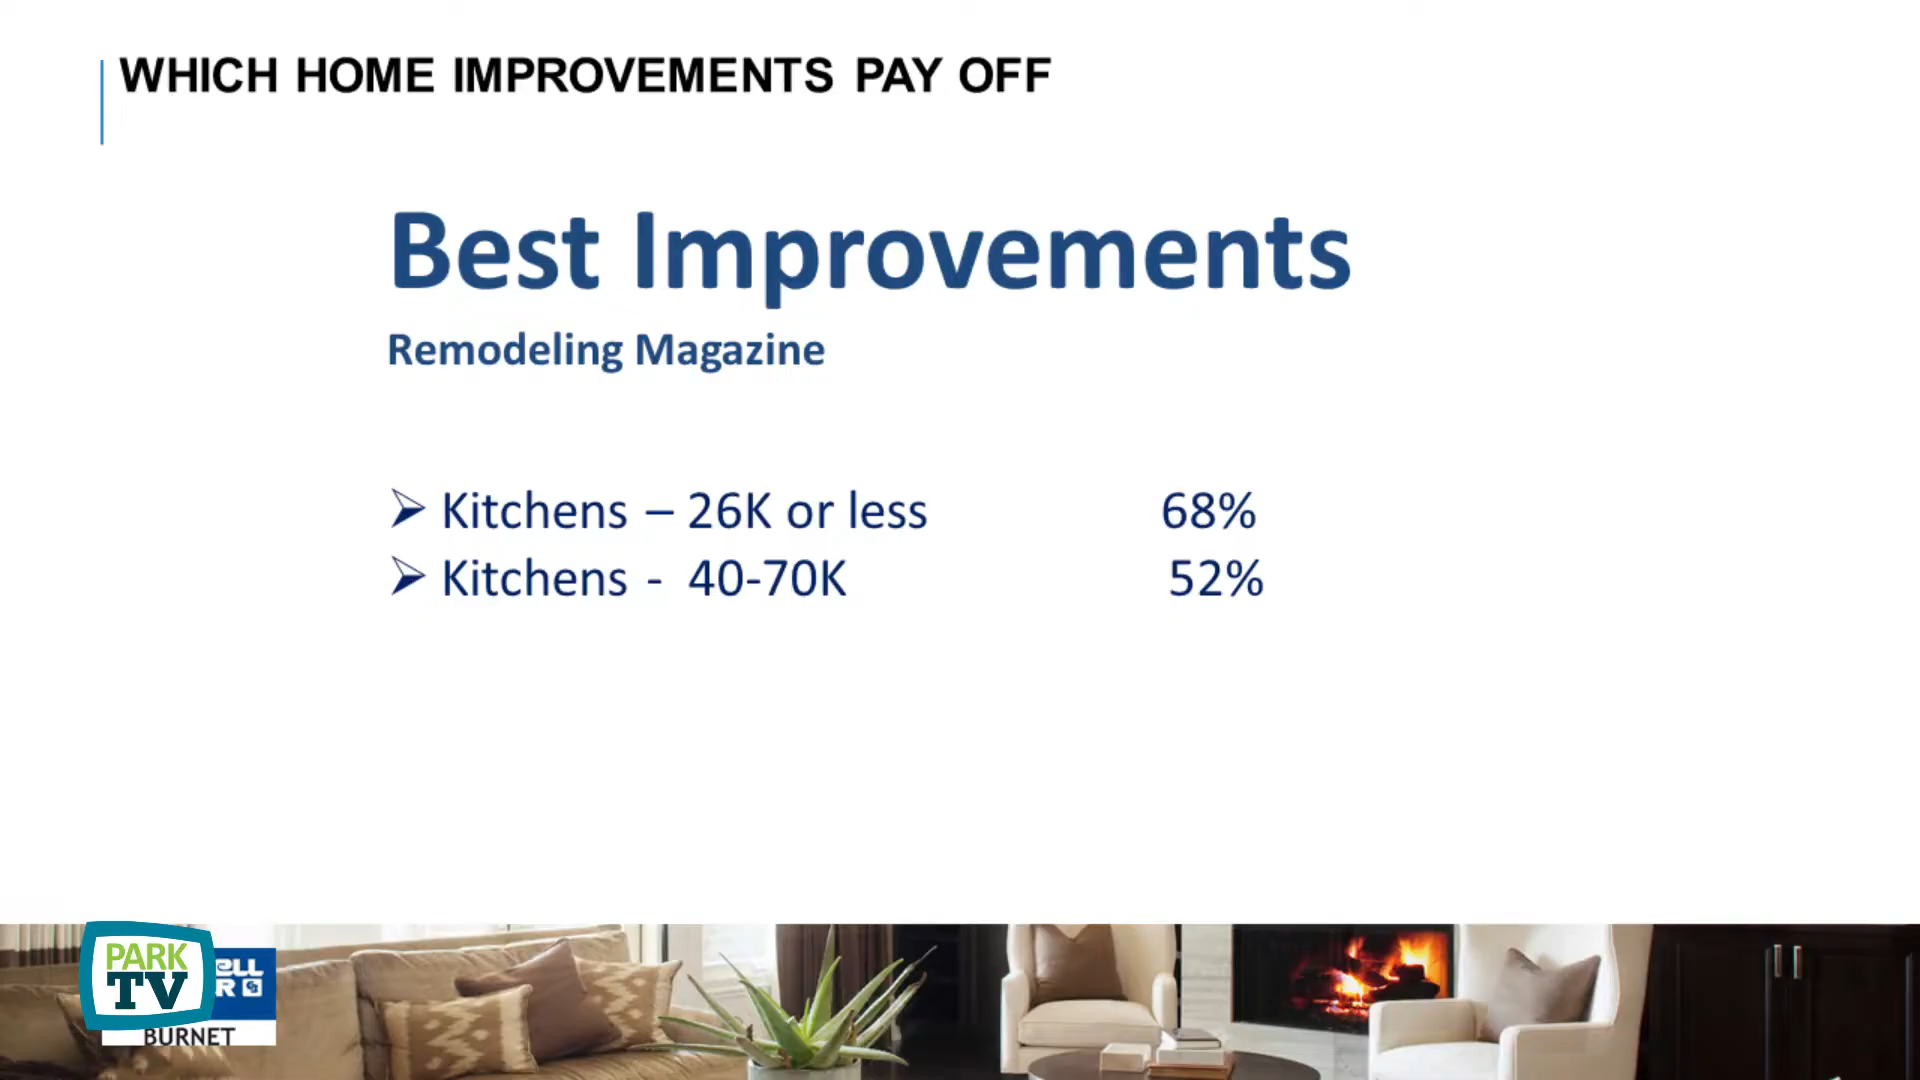 WHICH HOME IMPROVEMENTS PAY OFF
Best Improvements
Remodeling Magazine
➢ Kitchens – 26K or less 68%
➢ Kitchens - 40-70K 52%
PARK
TV
BURNET